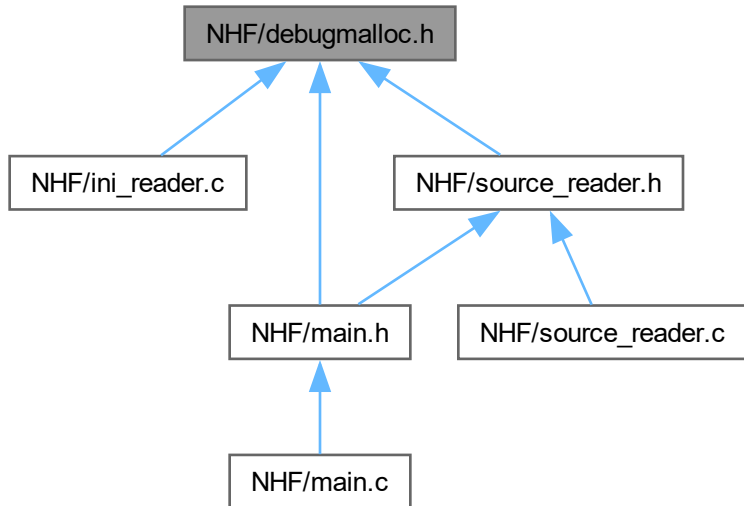 NHF/debugmalloc.h
NHF/ini_reader.c
NHF/source_reader.h
NHF/main.h
NHF/source_reader.c
NHF/main.c